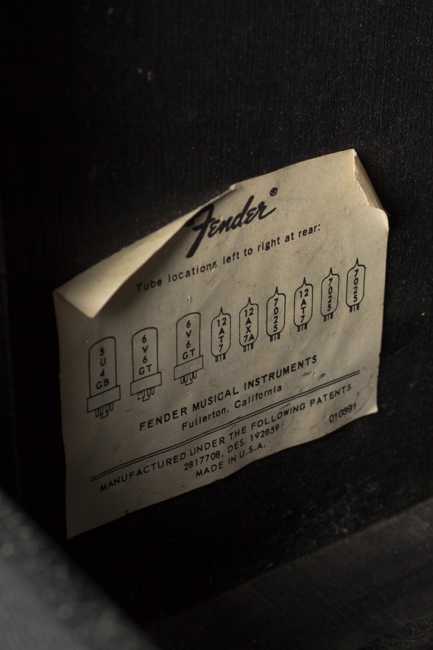 Fender®
Tube locations left to right at rear:
5U4GB 6V6GT 6V6GT 12AT7 12AX7A 7025 12AT7 7025 7025
FENDER MUSICAL INSTRUMENTS
Fullerton, California
MANUFACTURED UNDER THE FOLLOWING PATENTS
2817708, DES. 192859
MADE IN U.S.A.
010391